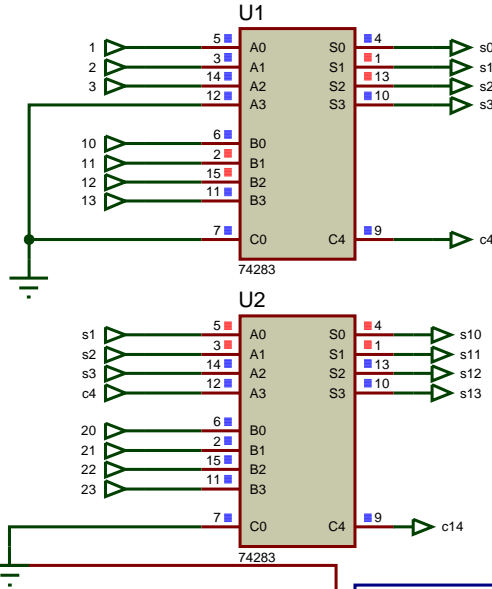 U1
1 5 A0 S0 4 s0
2 3 A1 S1 1 s1
3 14 A2 S2 13 s2
12 A3 S3 10 s3
10 6 B0
11 2 B1
12 15 B2
13 11 B3
7 C0 C4 9 c4
74283
U2
s1 5 A0 S0 4 s10
s2 3 A1 S1 1 s11
s3 14 A2 S2 13 s12
c4 12 A3 S3 10 s13
20 6 B0
21 2 B1
22 15 B2
23 11 B3
7 C0 C4 9 c14
74283